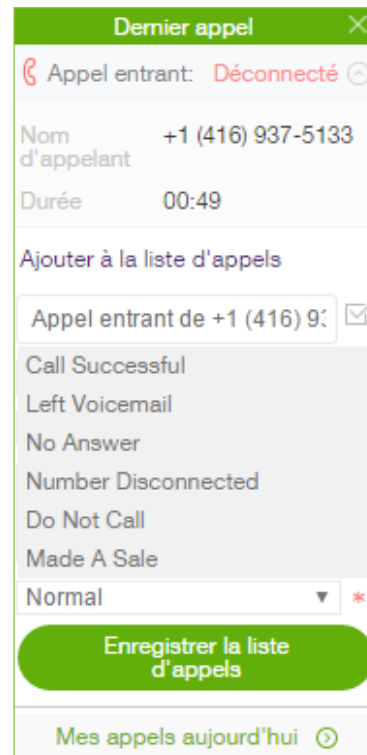 Dernier appel
Appel entrant: Déconnecté
Nom d'appelant +1 (416) 937-5133
Durée 00:49
Ajouter à la liste d'appels
Appel entrant de +1 (416) 93
Call Successful
Left Voicemail
No Answer
Number Disconnected
Do Not Call
Made A Sale
Normal *
Enregistrer la liste
d'appels
Mes appels aujourd'hui